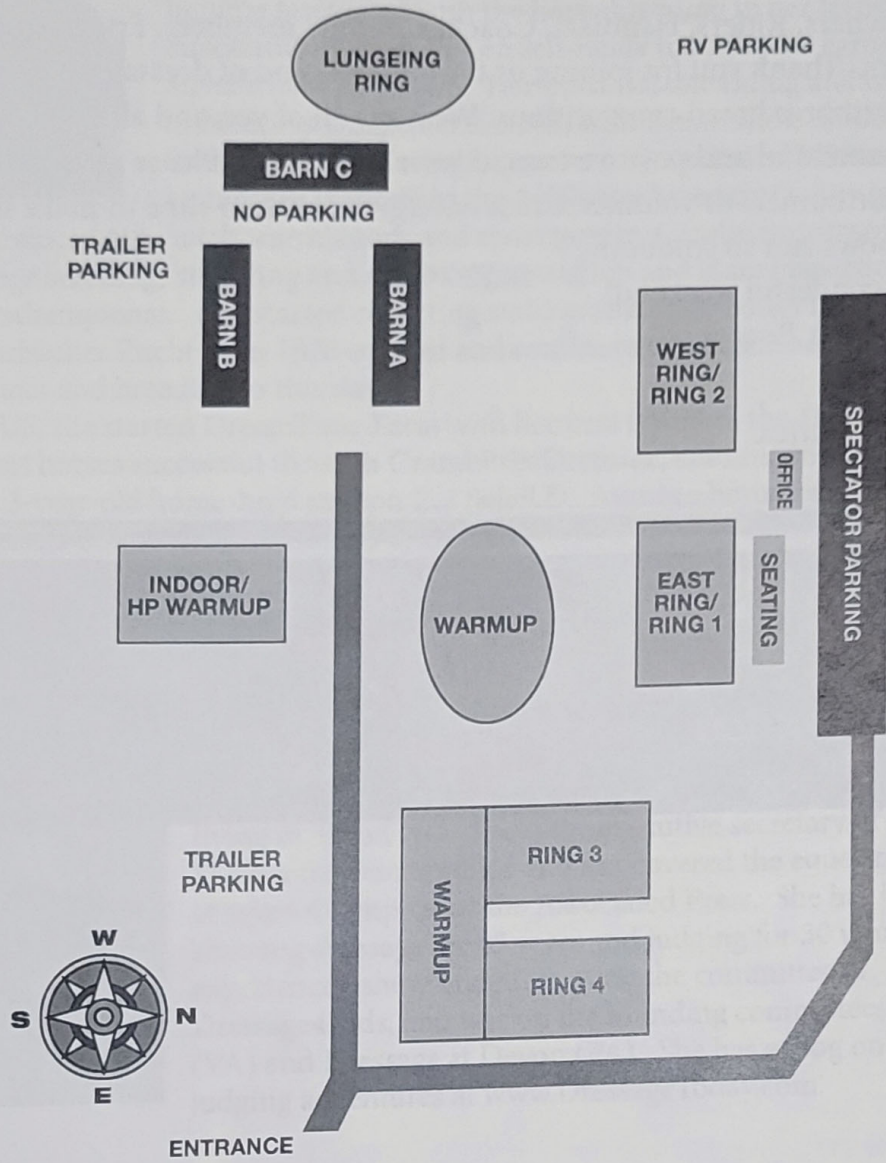 LUNGEING
RING
RV PARKING
BARN C
NO PARKING
TRAILER
PARKING
BARN B
BARN A
WEST
RING/
RING 2
OFFICE
SPECTATOR PARKING
INDOOR/
HP WARMUP
WARMUP
EAST
RING/
RING 1
SEATING
TRAILER
PARKING
WARMUP
RING 3
RING 4
W
S
N
E
ENTRANCE